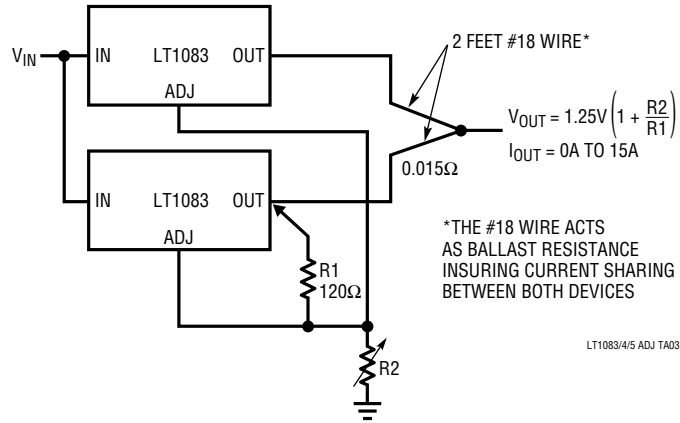 2 FEET #18 WIRE*
V_IN
IN LT1083 OUT
ADJ
V_OUT = 1.25V (1 + R2/R1)
I_OUT = 0A TO 15A
0.015Ω
IN LT1083 OUT
ADJ
R1
120Ω
*THE #18 WIRE ACTS
AS BALLAST RESISTANCE
INSURING CURRENT SHARING
BETWEEN BOTH DEVICES
LT1083/4/5 ADJ TA03
R2